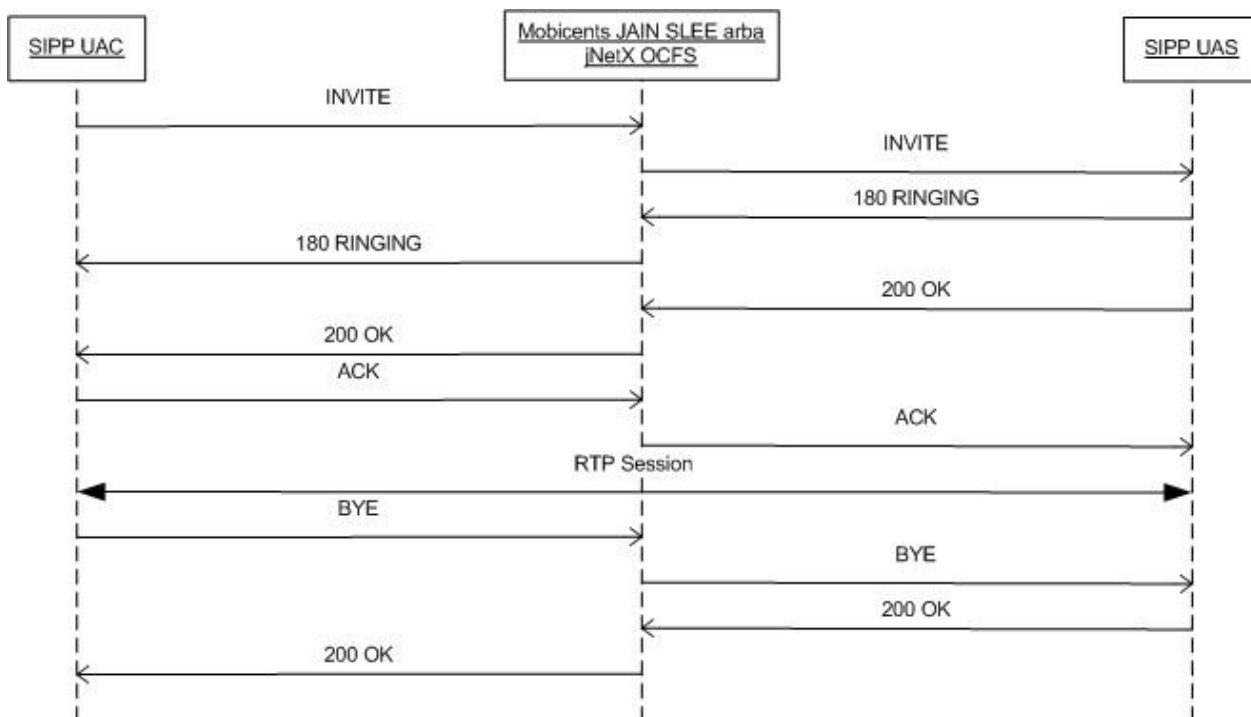 SIPP UAC
Mobicents JAIN SLEE arba
jNetX OCFS
SIPP UAS
INVITE
INVITE
180 RINGING
180 RINGING
200 OK
200 OK
ACK
ACK
RTP Session
BYE
BYE
200 OK
200 OK